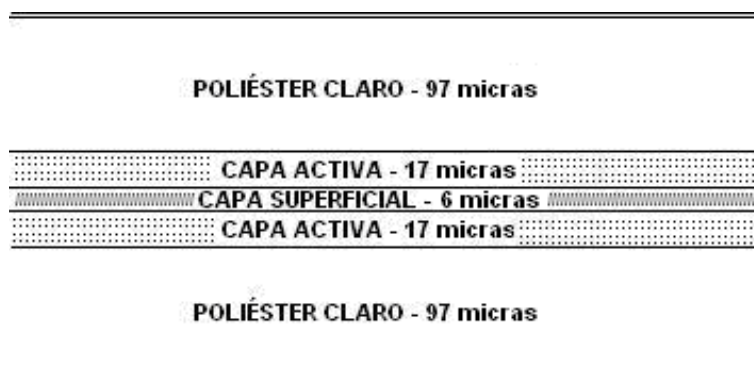 POLIÉSTER CLARO - 97 micras
CAPA ACTIVA - 17 micras
CAPA SUPERFICIAL - 6 micras
CAPA ACTIVA - 17 micras
POLIÉSTER CLARO - 97 micras